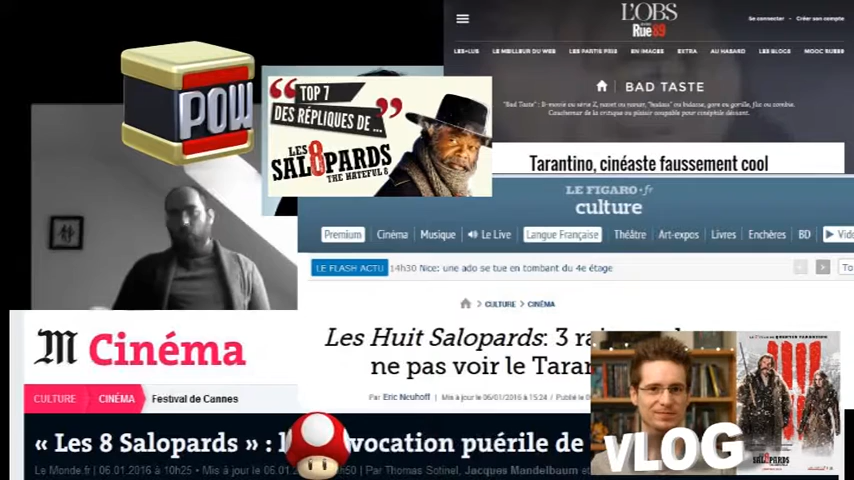 L'OBS
Rue89
Se connecter
Créer son compte
LES+LUS LE MEILLEUR DU WEB LES PARTIS PRIS EN IMAGES EXTRA AU HASARD LES BLOGS MOOC RUE89
BAD TASTE
Tarantino, cinéaste faussement cool
POW
TOP 7
DES RÉPLIQUES DE...
LES
SAL8PARDS
THE HATEFUL 8
LE FIGARO.fr
culture
Premium Cinéma Musique Le Live Langue Française Théâtre Art-expos Livres Enchères BD
LE FLASH ACTU 14h30 Nice: une ado se tue en tombant du 4e étage
CULTURE > CINÉMA
Les Huit Salopards: 3
ne pas voir le
Par Eric Neuhoff Mis à jour le 06/01/2016 à 15:24
M Cinéma
CULTURE CINÉMA Festival de Cannes
« Les 8 Salopards » : puérile de
Le Monde.fr | 06.01.2016 à 10h25 • Mis à jour le | Par Thomas Sotinel, Jacques Mandelbaum et
VLOG